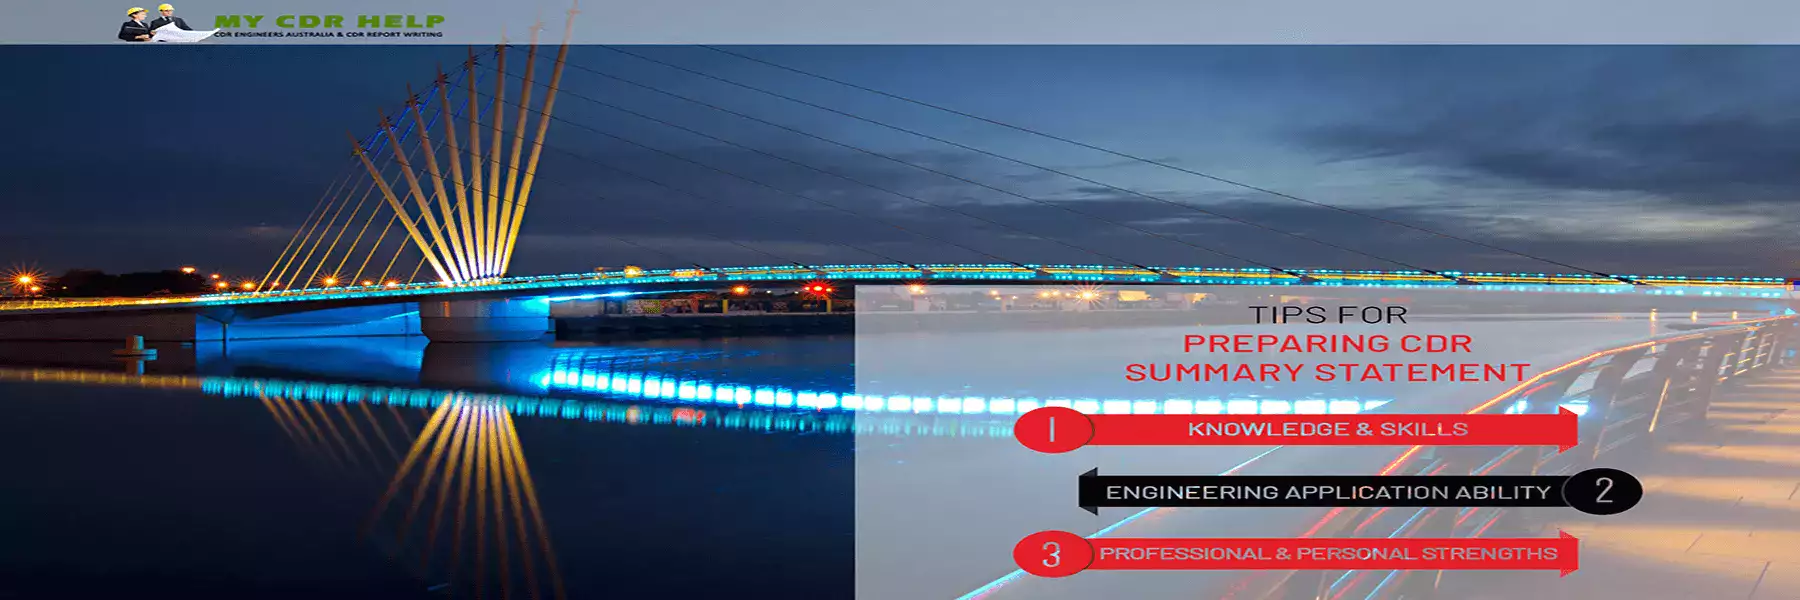 MY CDR HELP
CDR ENGINEERS AUSTRALIA & CDR REPORT WRITING
TIPS FOR
PREPARING CDR
SUMMARY STATEMENT
1 KNOWLEDGE & SKILLS
ENGINEERING APPLICATION ABILITY 2
3 PROFESSIONAL & PERSONAL STRENGTHS